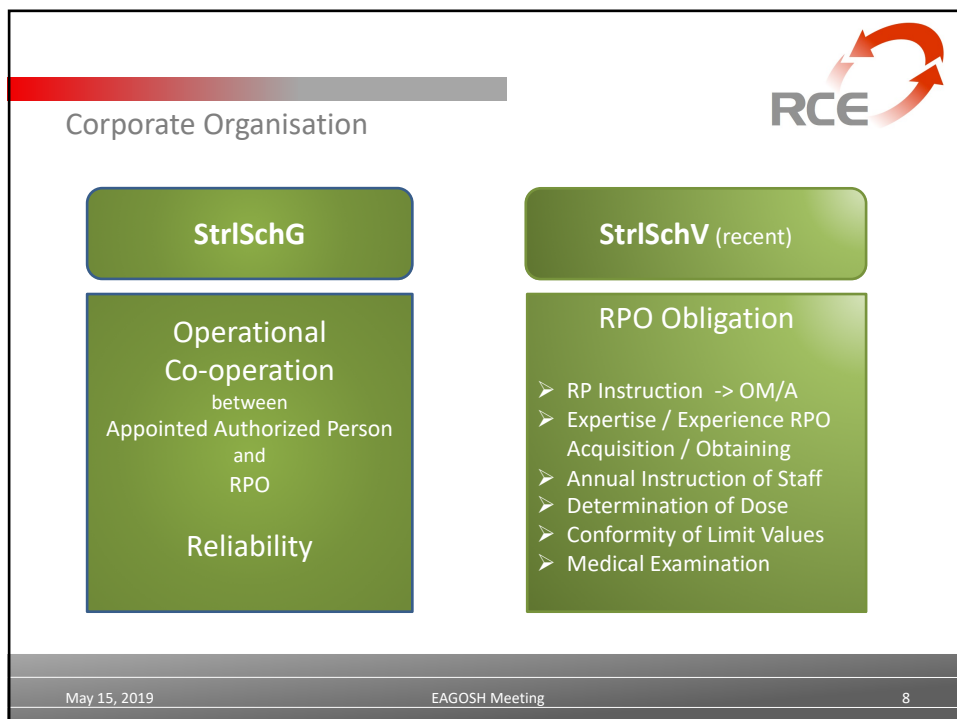 RCE
Corporate Organisation
StrlSchG
Operational
Co-operation
between
Appointed Authorized Person
and
RPO
Reliability
StrlSchV (recent)
RPO Obligation
➢ RP Instruction -> OM/A
➢ Expertise / Experience RPO
Acquisition / Obtaining
➢ Annual Instruction of Staff
➢ Determination of Dose
➢ Conformity of Limit Values
➢ Medical Examination
May 15, 2019 EAGOSH Meeting 8